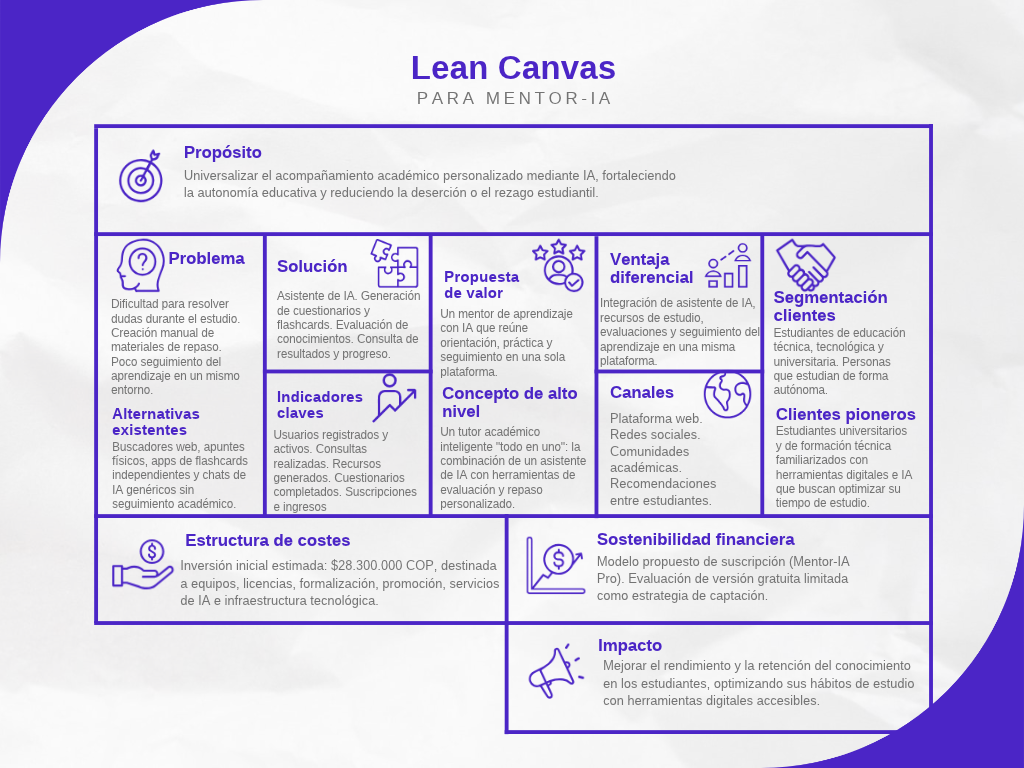 Lean Canvas
PARA MENTOR-IA
Propósito
Universalizar el acompañamiento académico personalizado mediante IA, fortaleciendo
la autonomía educativa y reduciendo la deserción o el rezago estudiantil.
Problema
Dificultad para resolver
dudas durante el estudio.
Creación manual de
materiales de repaso.
Poco seguimiento del
aprendizaje en un mismo
entorno.
Alternativas
existentes
Buscadores web, apuntes
físicos, apps de flashcards
independientes y chats de
IA genéricos sin
seguimiento académico.
Solución
Asistente de IA. Generación
de cuestionarios y
flashcards. Evaluación de
conocimientos. Consulta de
resultados y progreso.
Indicadores
claves
Usuarios registrados y
activos. Consultas
realizadas. Recursos
generados. Cuestionarios
completados. Suscripciones
e ingresos
Propuesta
de valor
Un mentor de aprendizaje
con IA que reúne
orientación, práctica y
seguimiento en una sola
plataforma.
Concepto de alto
nivel
Un tutor académico
inteligente "todo en uno": la
combinación de un asistente
de IA con herramientas de
evaluación y repaso
personalizado.
Ventaja
diferencial
Integración de asistente de IA,
recursos de estudio,
evaluaciones y seguimiento del
aprendizaje en una misma
plataforma.
Canales
Plataforma web.
Redes sociales.
Comunidades
académicas.
Recomendaciones
entre estudiantes.
Segmentación
clientes
Estudiantes de educación
técnica, tecnológica y
universitaria. Personas
que estudian de forma
autónoma.
Clientes pioneros
Estudiantes universitarios
y de formación técnica
familiarizados con
herramientas digitales e IA
que buscan optimizar su
tiempo de estudio.
Estructura de costes
Inversión inicial estimada: $28.300.000 COP, destinada
a equipos, licencias, formalización, promoción, servicios
de IA e infraestructura tecnológica.
Sostenibilidad financiera
Modelo propuesto de suscripción (Mentor-IA
Pro). Evaluación de versión gratuita limitada
como estrategia de captación.
Impacto
Mejorar el rendimiento y la retención del conocimiento
en los estudiantes, optimizando sus hábitos de estudio
con herramientas digitales accesibles.